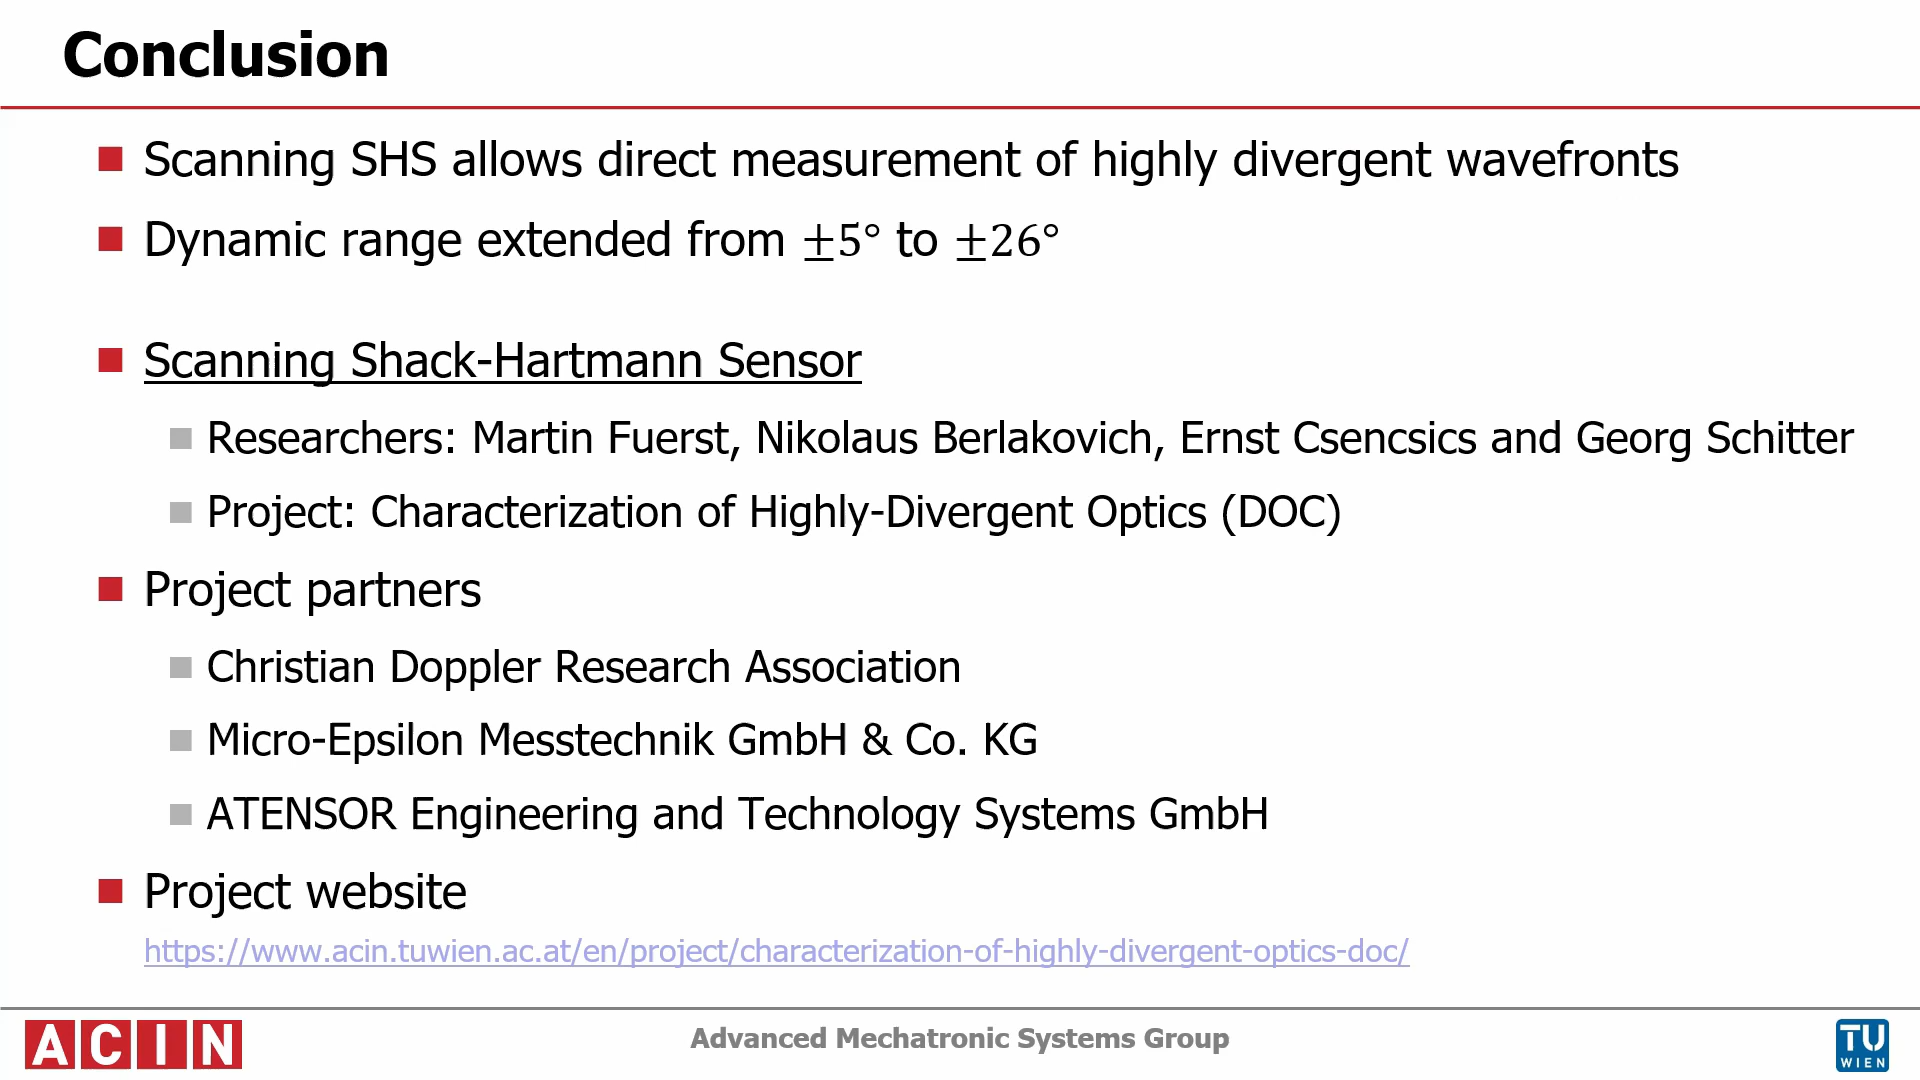 Conclusion
Scanning SHS allows direct measurement of highly divergent wavefronts
Dynamic range extended from ±5° to ±26°
Scanning Shack-Hartmann Sensor
Researchers: Martin Fuerst, Nikolaus Berlakovich, Ernst Csencsics and Georg Schitter
Project: Characterization of Highly-Divergent Optics (DOC)
Project partners
Christian Doppler Research Association
Micro-Epsilon Messtechnik GmbH & Co. KG
ATENSOR Engineering and Technology Systems GmbH
Project website
https://www.acin.tuwien.ac.at/en/project/characterization-of-highly-divergent-optics-doc/
ACIN
Advanced Mechatronic Systems Group
TU
WIEN